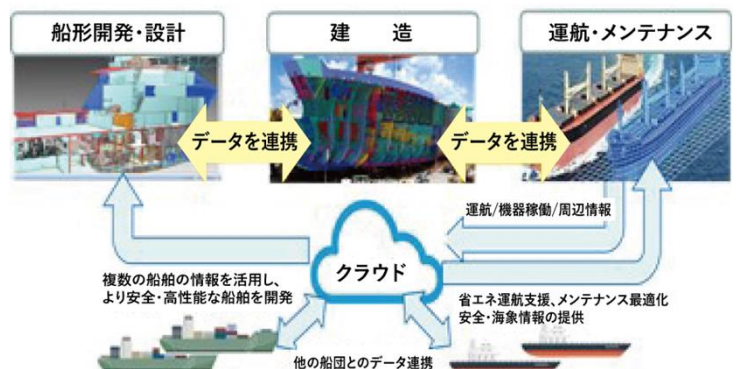 船形開発・設計
建　造
運航・メンテナンス
データを連携
データを連携
運航/機器稼働/周辺情報
クラウド
複数の船舶の情報を活用し、
より安全・高性能な船舶を開発
省エネ運航支援、メンテナンス最適化
安全・海象情報の提供
他の船団とのデータ連携